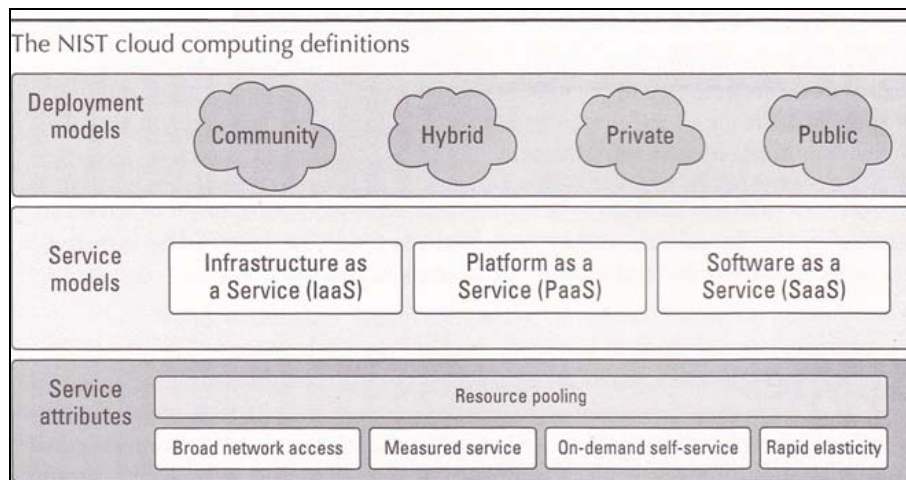 The NIST cloud computing definitions
Deployment
models
Community
Hybrid
Private
Public
Service
models
Infrastructure as
a Service (IaaS)
Platform as a
Service (PaaS)
Software as a
Service (SaaS)
Service
attributes
Resource pooling
Broad network access
Measured service
On-demand self-service
Rapid elasticity